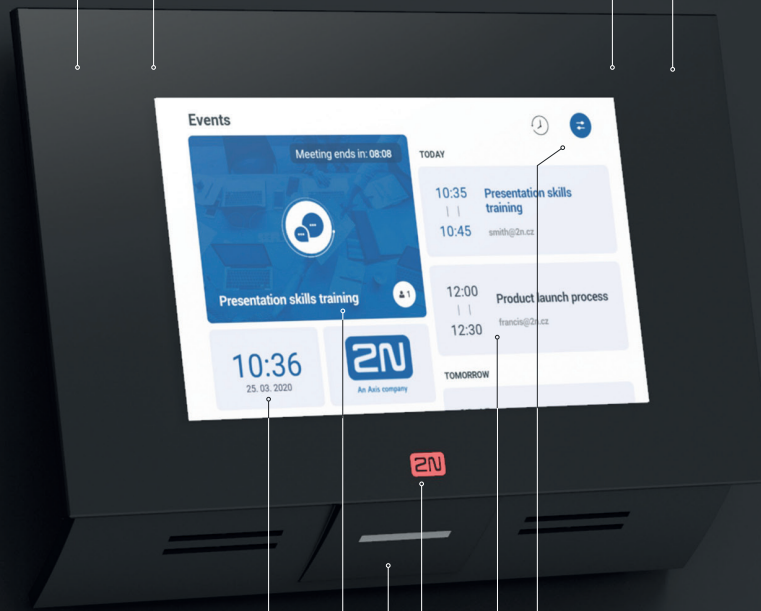 Events
Meeting ends in: 08:08
Presentation skills training
1
10:36
25. 03. 2020
2N
An Axis company
TODAY
10:35
10:45
Presentation skills
training
smith@2n.cz
12:00
12:30
Product launch process
francis@2n.cz
TOMORROW
2N